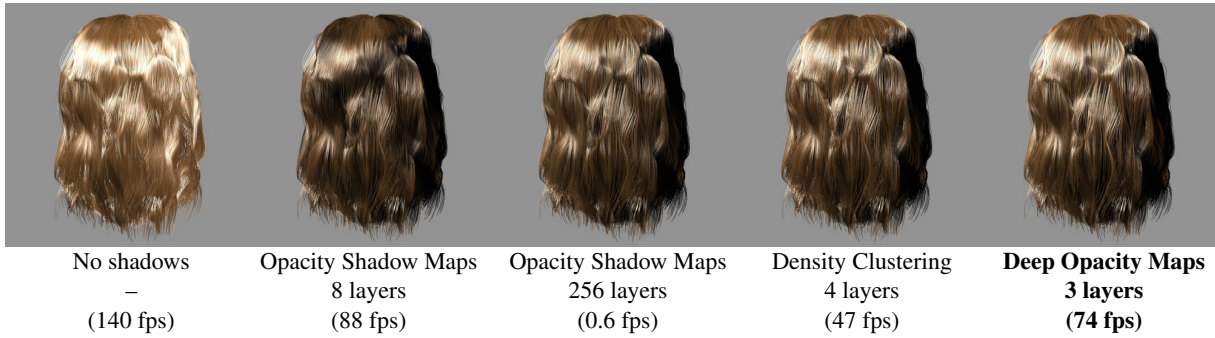 No shadows
–
(140 fps)
Opacity Shadow Maps
8 layers
(88 fps)
Opacity Shadow Maps
256 layers
(0.6 fps)
Density Clustering
4 layers
(47 fps)
Deep Opacity Maps
3 layers
(74 fps)